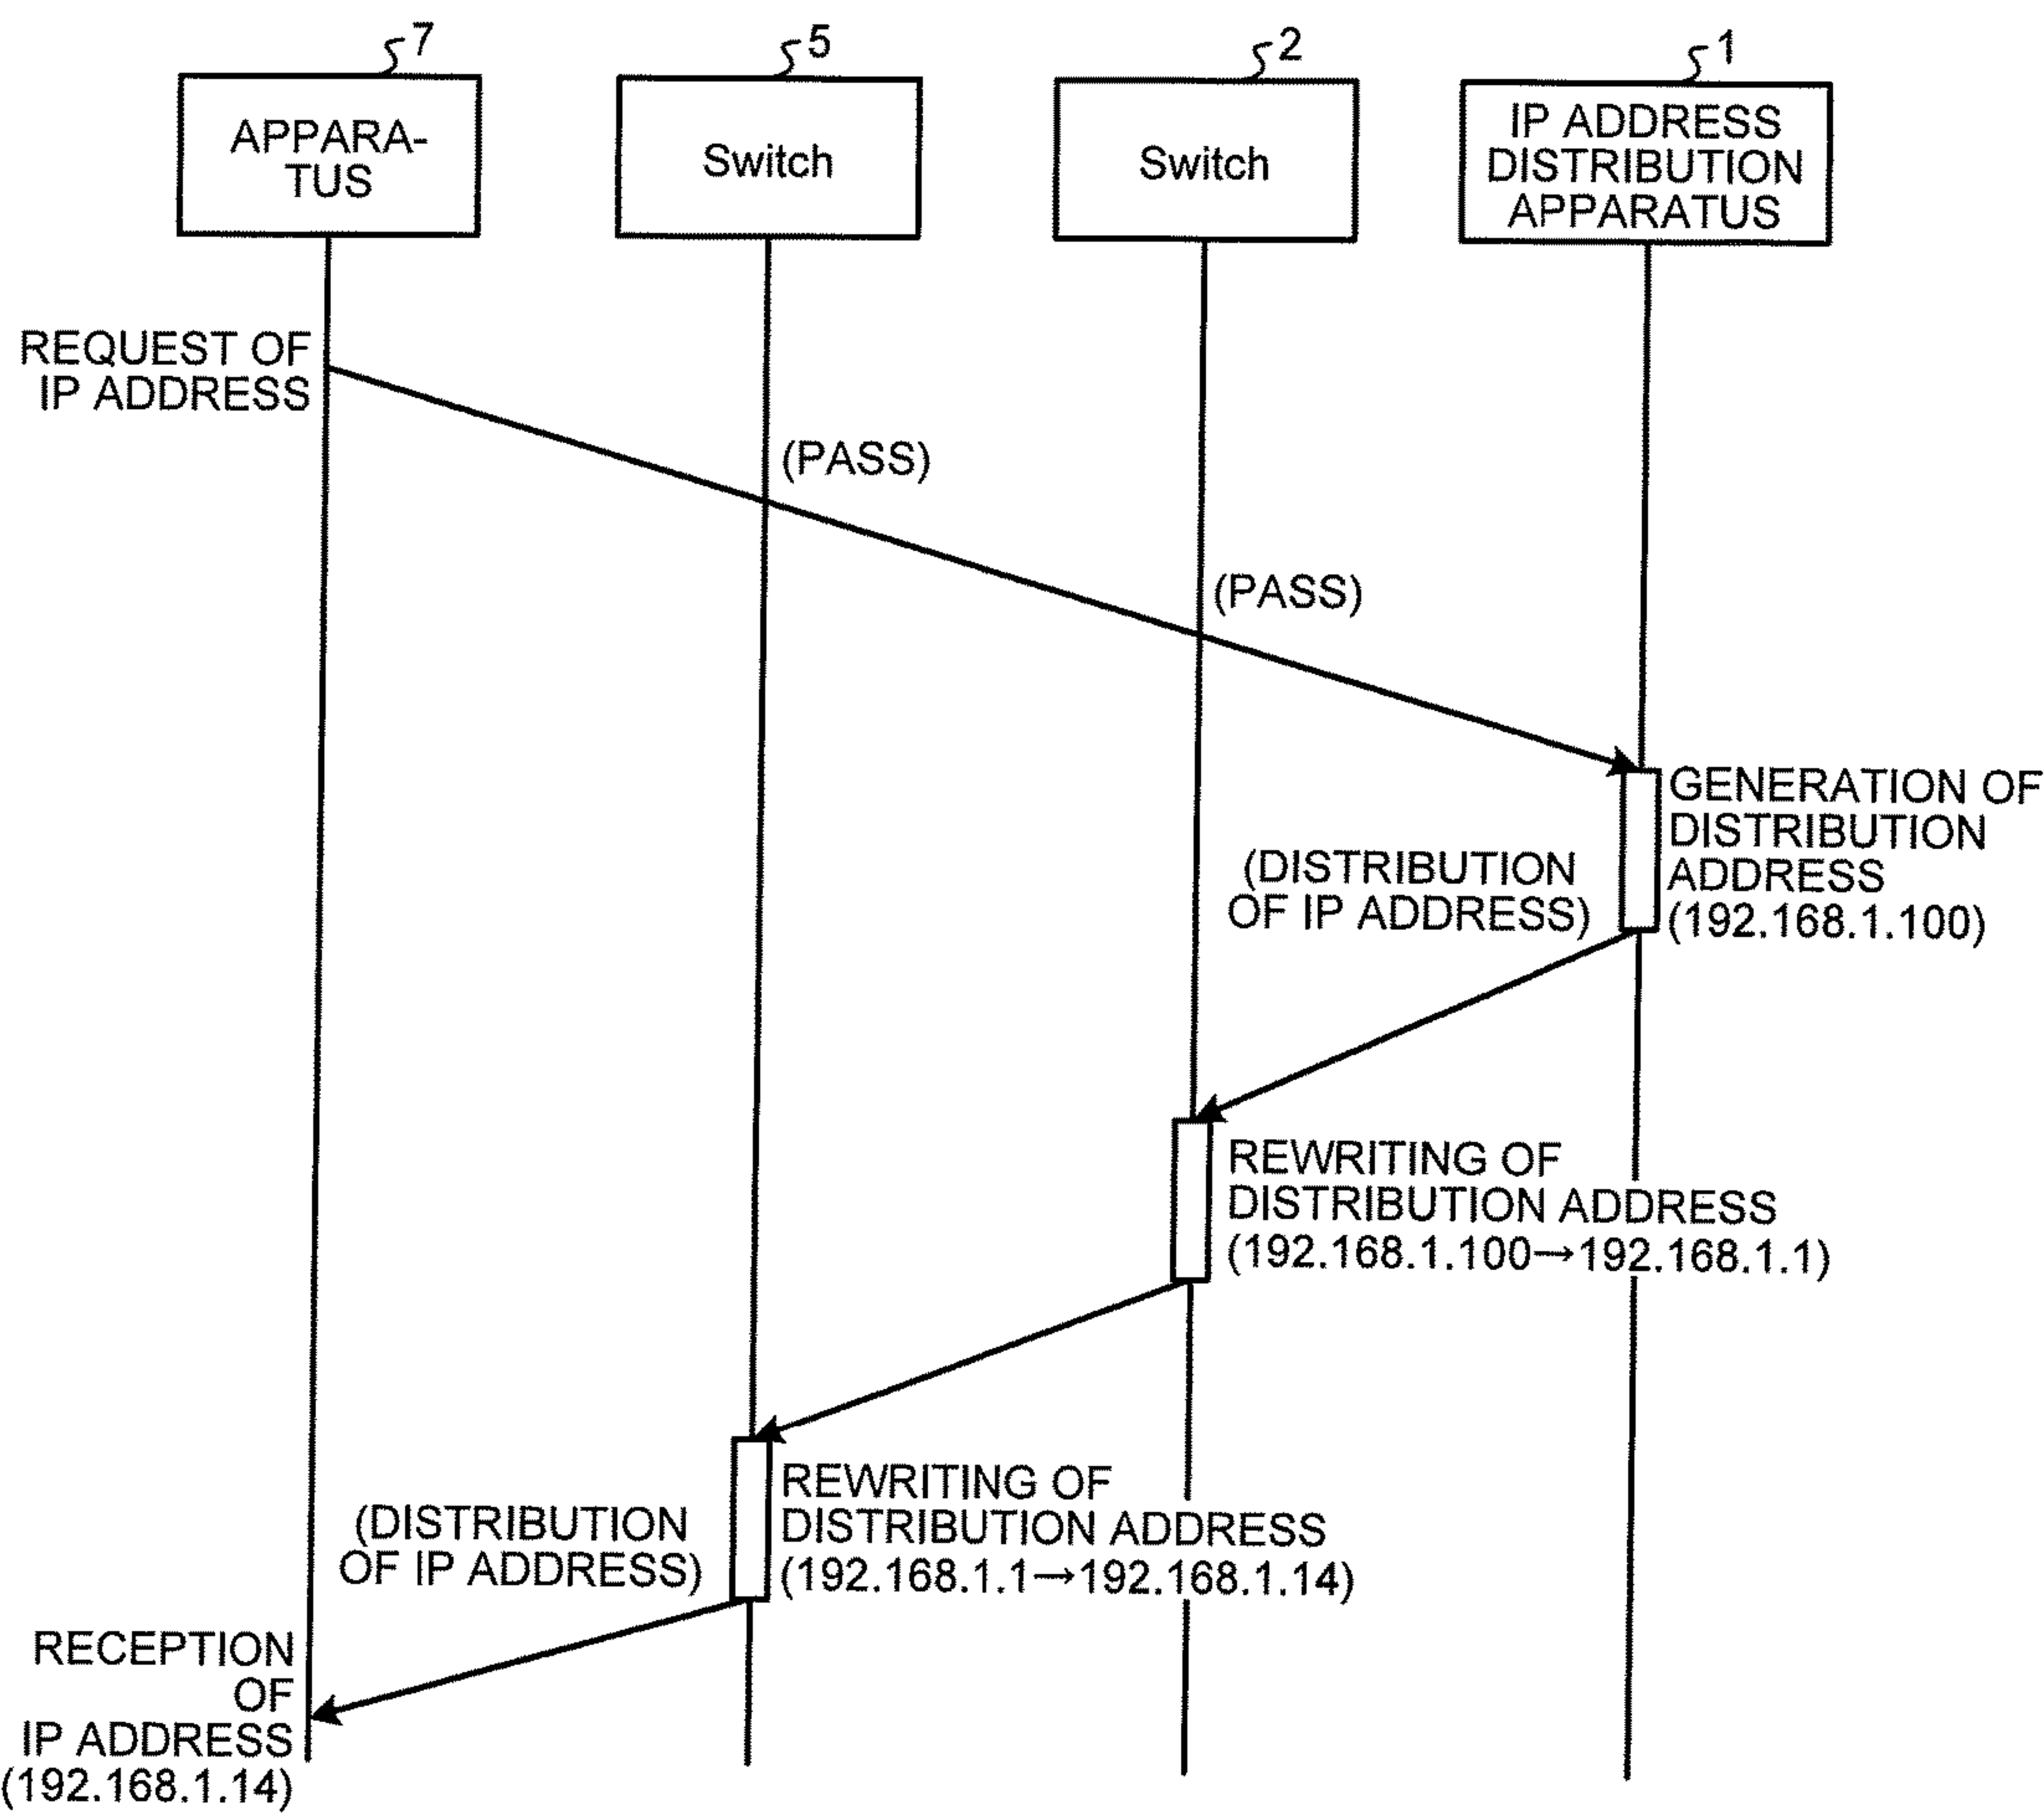 7
5
2
1
APPARA-
TUS
Switch
Switch
IP ADDRESS
DISTRIBUTION
APPARATUS
REQUEST OF
IP ADDRESS
(PASS)
(PASS)
GENERATION OF
DISTRIBUTION
ADDRESS
(192.168.1.100)
(DISTRIBUTION
OF IP ADDRESS)
REWRITING OF
DISTRIBUTION ADDRESS
(192.168.1.100→192.168.1.1)
REWRITING OF
DISTRIBUTION ADDRESS
(192.168.1.1→192.168.1.14)
(DISTRIBUTION
OF IP ADDRESS)
RECEPTION
OF
IP ADDRESS
(192.168.1.14)